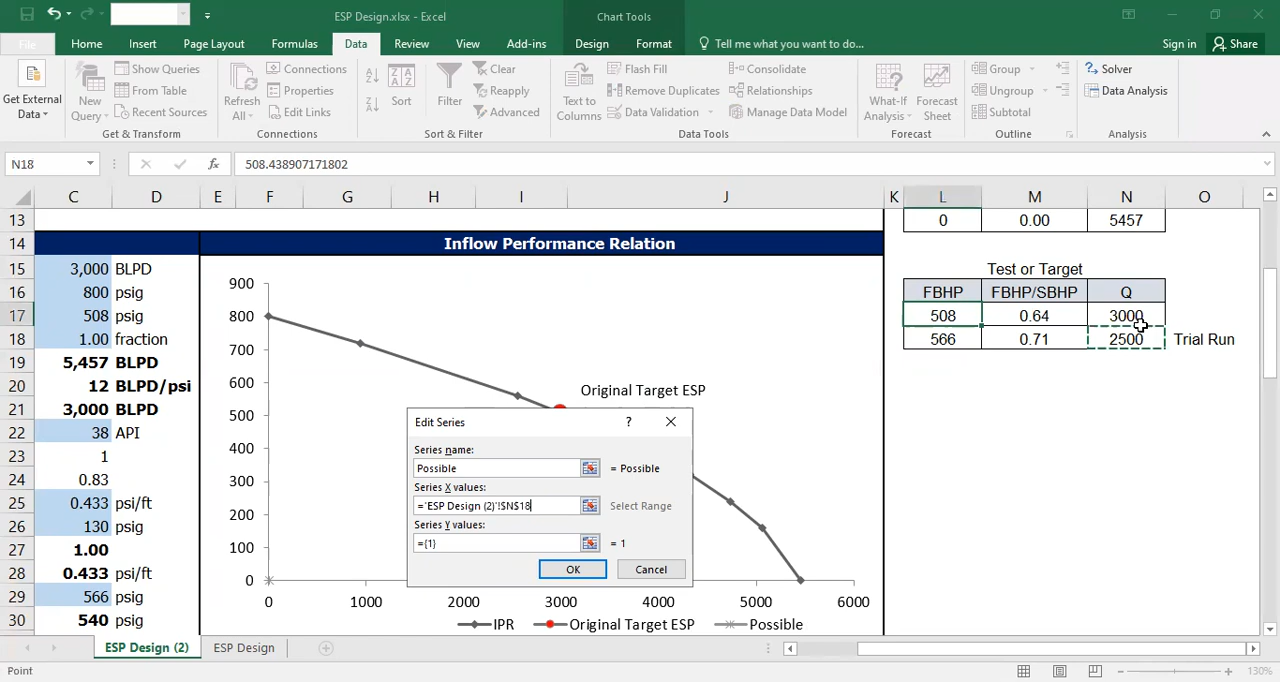 ESP Design.xlsx - Excel
Chart Tools
File
Home
Insert
Page Layout
Formulas
Data
Review
View
Add-ins
Design
Format
Tell me what you want to do...
Sign in
Share
Get External Data
New Query
Show Queries
From Table
Recent Sources
Get & Transform
Refresh All
Connections
Properties
Edit Links
Connections
Sort
Filter
Clear
Reapply
Advanced
Sort & Filter
Text to Columns
Flash Fill
Remove Duplicates
Data Validation
Consolidate
Relationships
Manage Data Model
Data Tools
What-If Analysis
Forecast Sheet
Forecast
Group
Ungroup
Subtotal
Outline
Solver
Data Analysis
Analysis
N18
fx
508.438907171802
C D E F G H I J K L M N O
13 0 0.00 5457
14 Inflow Performance Relation
15 3,000 BLPD Test or Target
16 800 psig FBHP FBHP/SBHP Q
17 508 psig 508 0.64 3000
18 1.00 fraction 566 0.71 2500 Trial Run
19 5,457 BLPD
20 12 BLPD/psi
21 3,000 BLPD
22 38 API
23 1
24 0.83
25 0.433 psi/ft
26 130 psig
27 1.00
28 0.433 psi/ft
29 566 psig
30 540 psig
900
800
700
600
500
400
300
200
100
0
0 1000 2000 3000 4000 5000 6000
Original Target ESP
IPR Original Target ESP Possible
Edit Series ?
Series name:
Possible = Possible
Series X values:
='ESP Design (2)'!$N$18 Select Range
Series Y values:
={1} = 1
OK Cancel
ESP Design (2) ESP Design
Point
130%